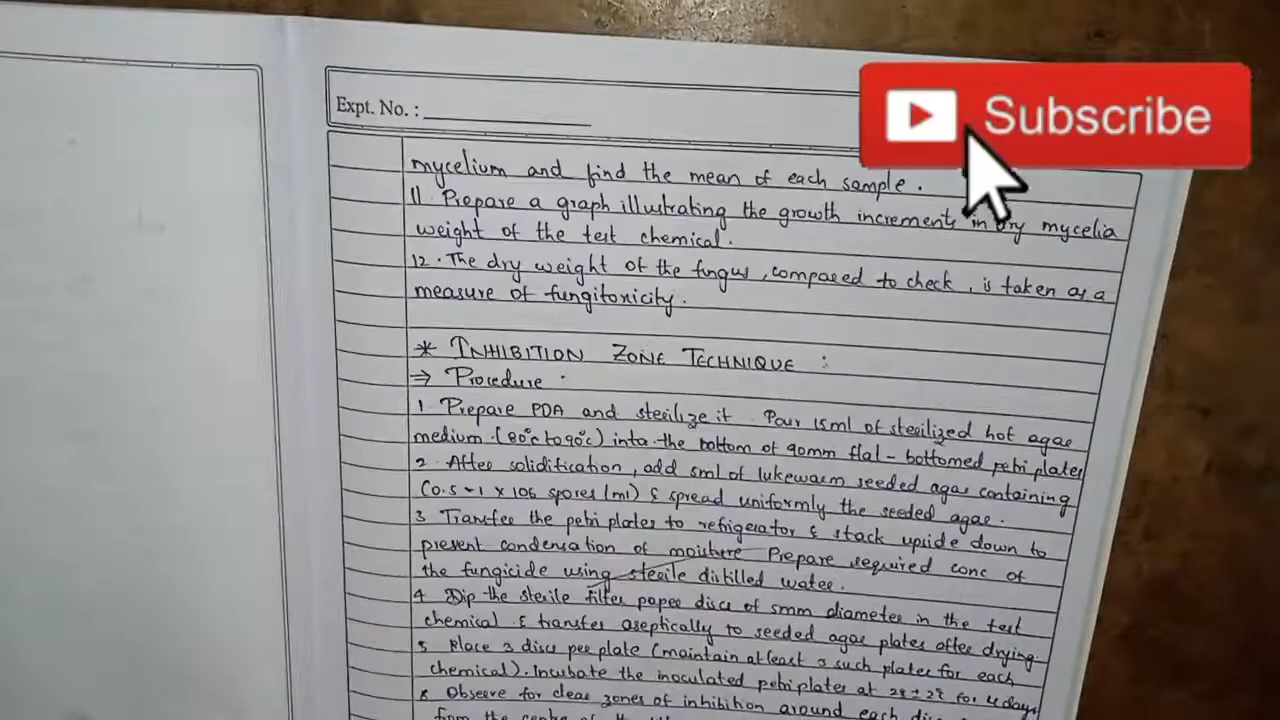 Subscribe
Expt. No. :
mycelium and find the mean of each sample.
11. Prepare a graph illustrating the growth increments in dry mycelia
weight of the test chemical.
12. The dry weight of the fungus, compared to check, is taken as a
measure of fungitoxicity.
* INHIBITION ZONE TECHNIQUE :
⇒ Procedure
1. Prepare PDA and sterilize it. Pour 15ml of sterilized hot agar
medium (80°c to 90°c) into the bottom of 90mm flat-bottomed petri plates
2. After solidification, add 5ml of lukewarm seeded agar containing
(0.5-1 x 106 spores/ml) & spread uniformly the seeded agar.
3 Transfer the petri plates to refrigerator & stack upside down to
present condensation of moisture Prepare required conc of
the fungicide using sterile distilled water.
4 Dip the sterile filter paper discs of 5mm diameter in the test
chemical & transfer aseptically to seeded agar plates after drying.
5 Place 3 discs per plate (maintain atleast 3 such plates for each
chemical). Incubate the inoculated petriplates at 28±2°c for 4 days
6 Observe for clear zones of inhibition around each disc
from the centre of the